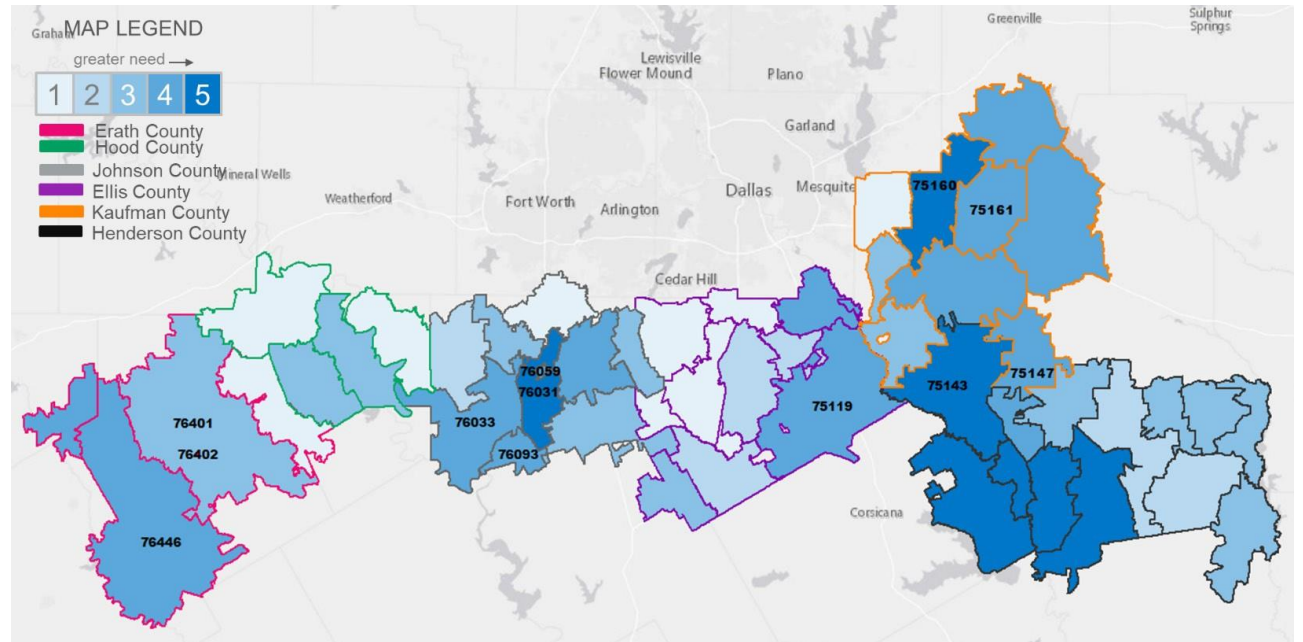 MAP LEGEND
greater need
1 2 3 4 5
Erath County
Hood County
Johnson County
Ellis County
Kaufman County
Henderson County
Graham
Mineral Wells
Weatherford
Fort Worth
Arlington
Lewisville
Flower Mound
Plano
Garland
Dallas
Mesquite
Cedar Hill
Greenville
Sulphur
Springs
Corsicana
75160
75161
76059
76031
75147
75143
75119
76033
76093
76401
76402
76446